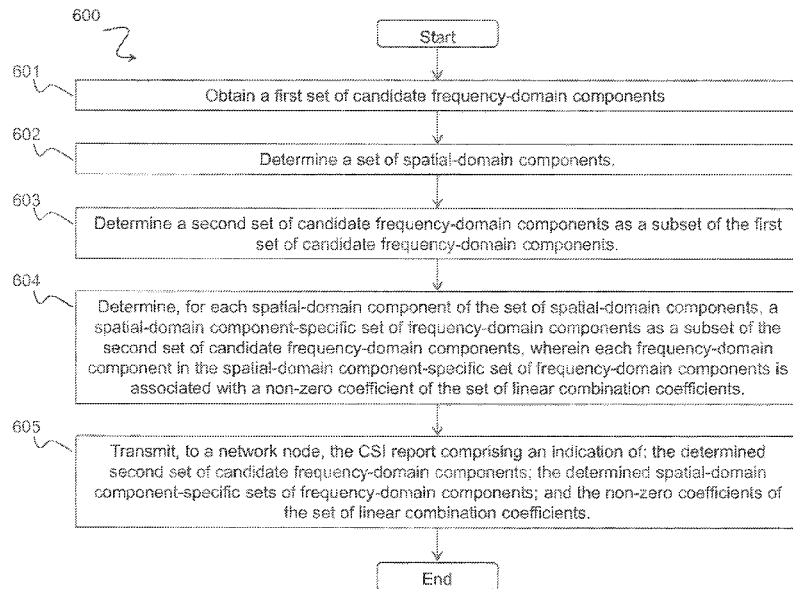 600
Start
601
Obtain a first set of candidate frequency-domain components
602
Determine a set of spatial-domain components.
603
Determine a second set of candidate frequency-domain components as a subset of the first
set of candidate frequency-domain components.
604
Determine, for each spatial-domain component of the set of spatial-domain components, a
spatial-domain component-specific set of frequency-domain components as a subset of the
second set of candidate frequency-domain components, wherein each frequency-domain
component in the spatial-domain component-specific set of frequency-domain components is
associated with a non-zero coefficient of the set of linear combination coefficients.
605
Transmit, to a network node, the CSI report comprising an indication of: the determined
second set of candidate frequency-domain components; the determined spatial-domain
component-specific sets of frequency-domain components; and the non-zero coefficients of
the set of linear combination coefficients.
End